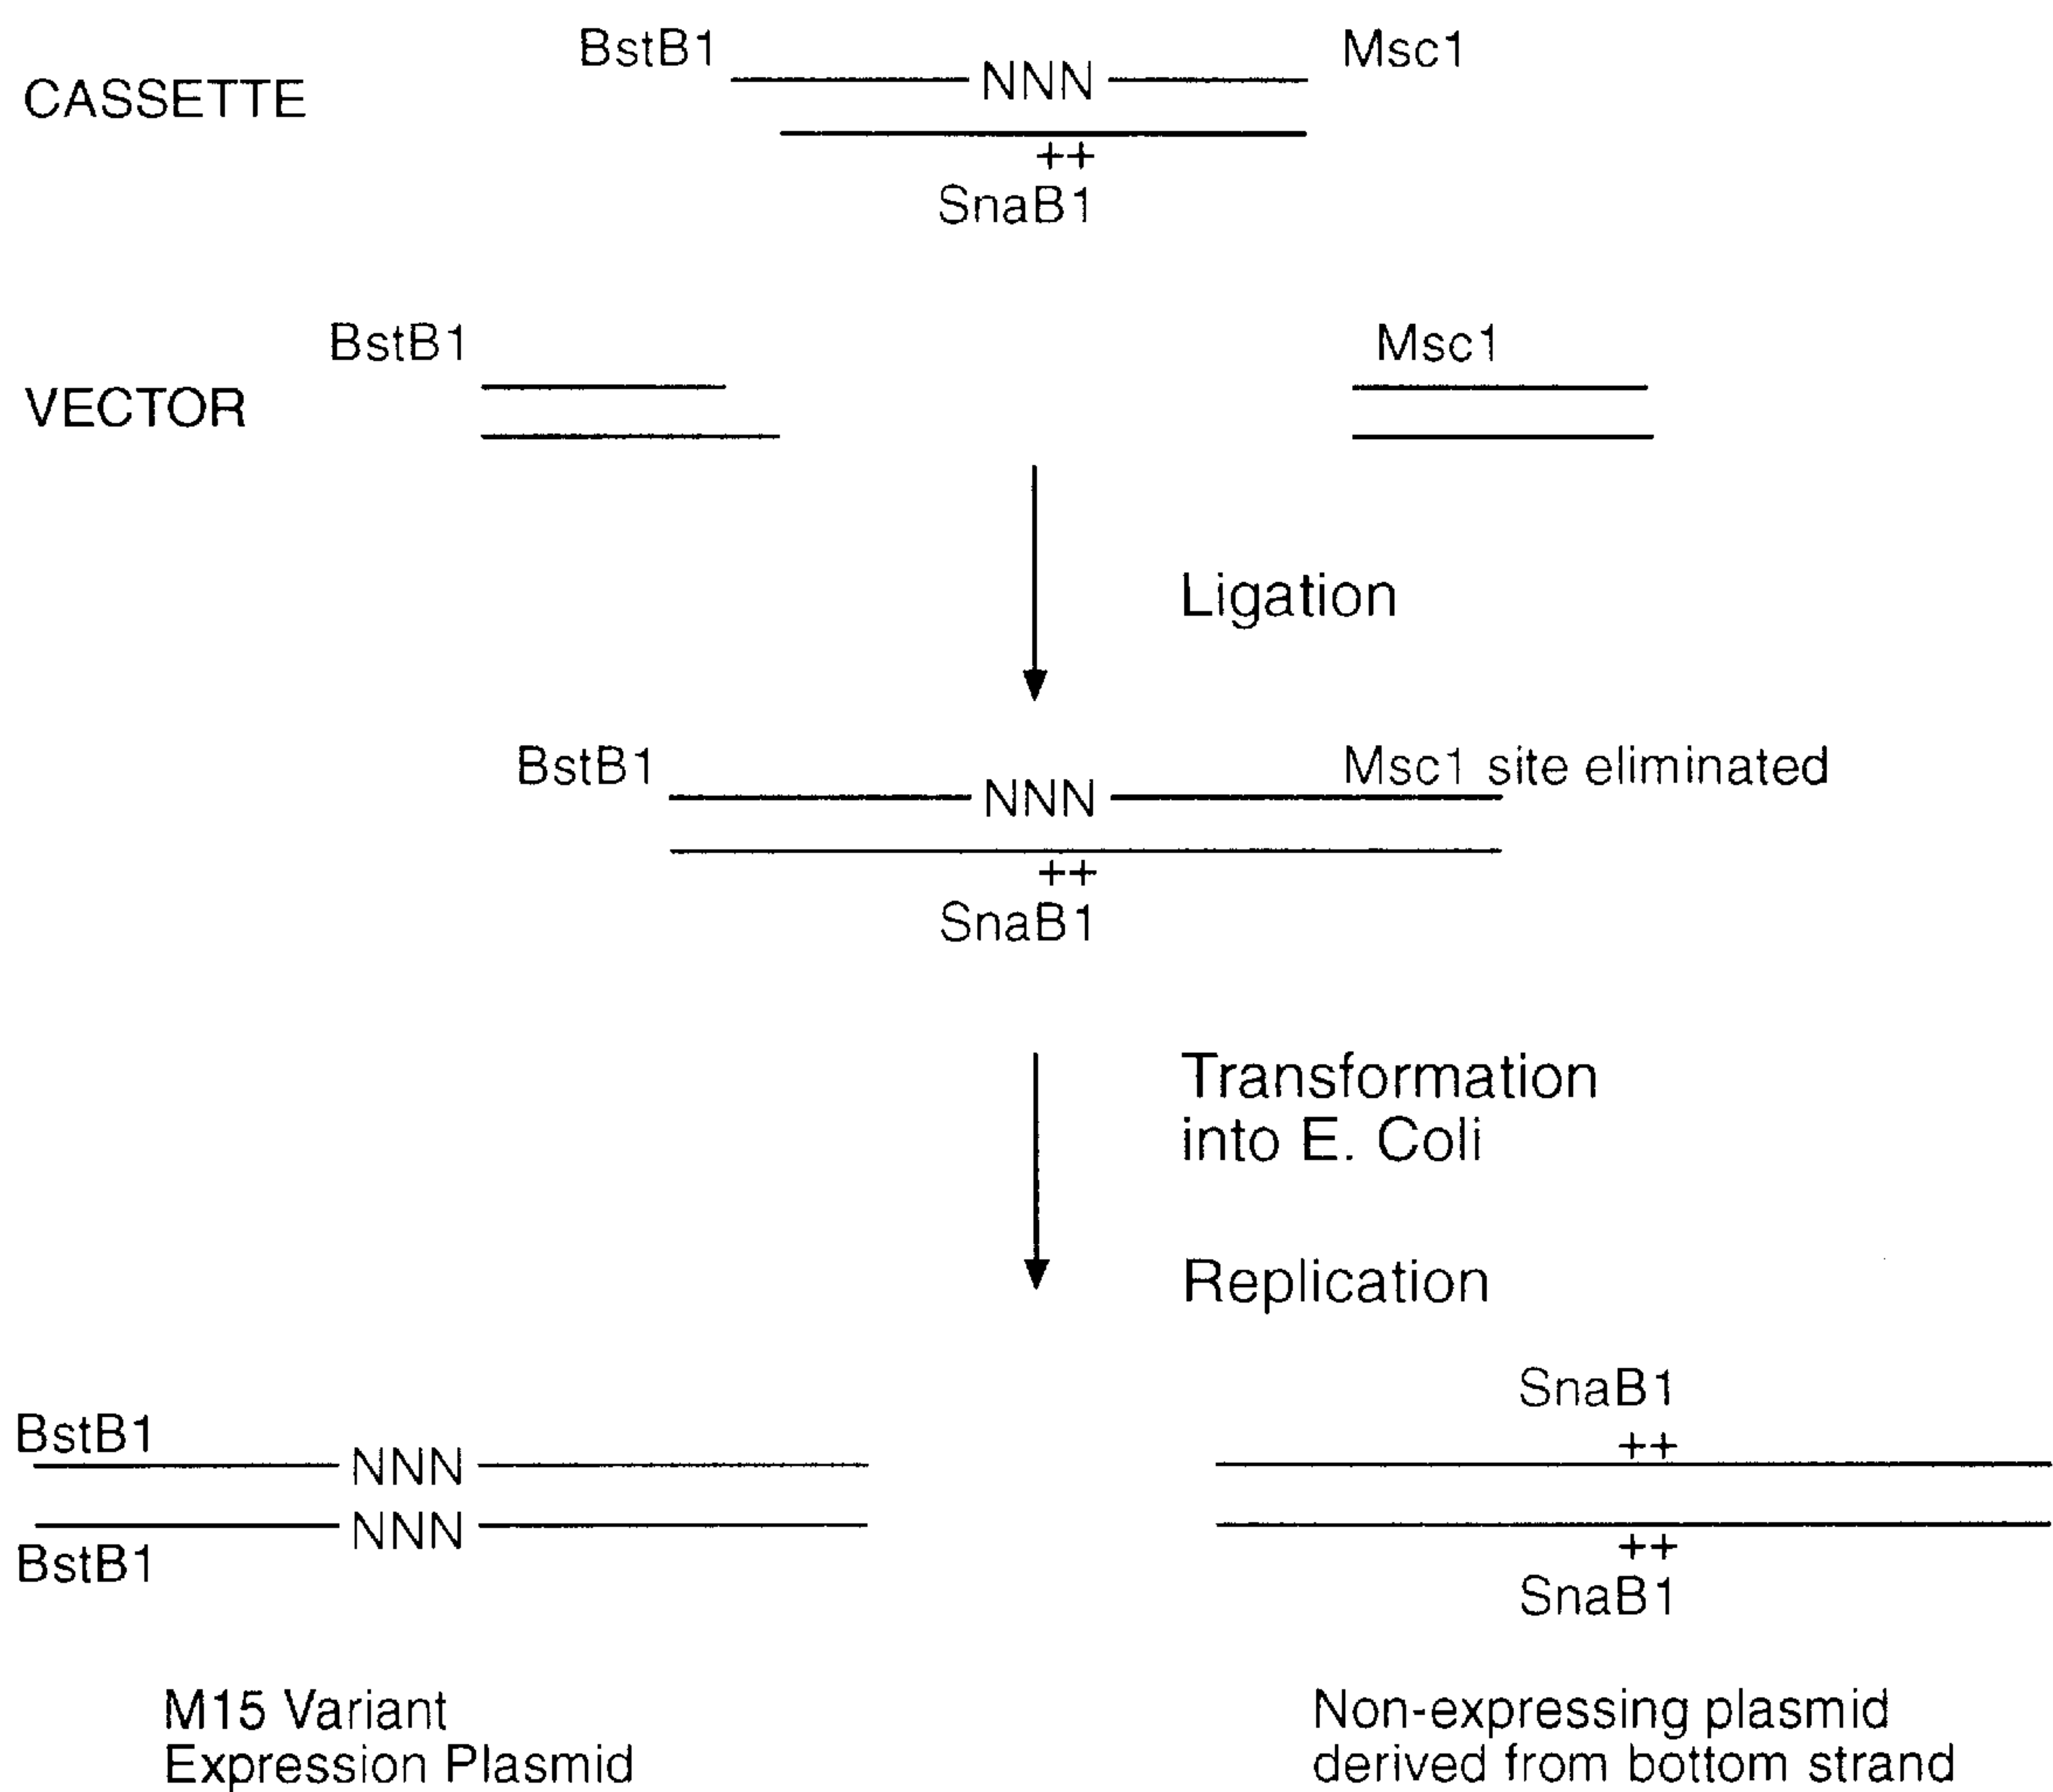 BstB1
Msc1
CASSETTE
NNN
++
SnaB1
BstB1
Msc1
VECTOR
Ligation
BstB1
Msc1 site eliminated
NNN
++
SnaB1
Transformation
into E. Coli
Replication
SnaB1
++
BstB1
NNN
NNN
BstB1
++
SnaB1
M15 Variant
Expression Plasmid
Non-expressing plasmid
derived from bottom strand